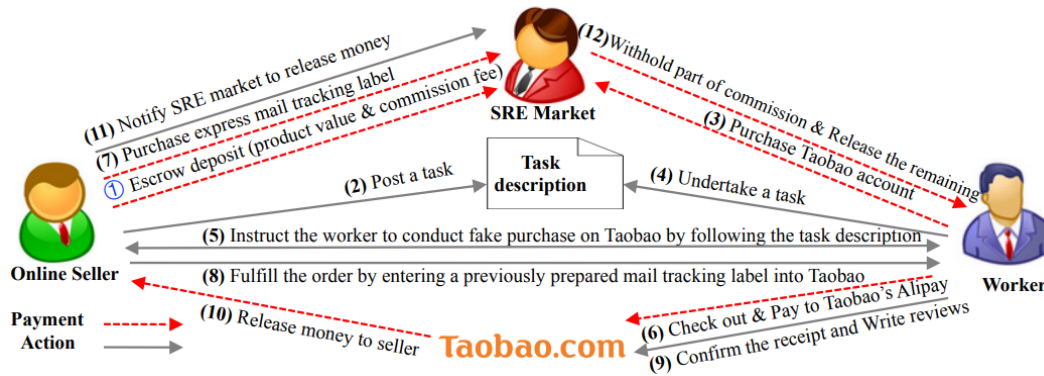 (11) Notify SRE market to release money
(7) Purchase express mail tracking label
① Escrow deposit (product value & commission fee)
SRE Market
(12)Withhold part of commission & Release the remaining
(3) Purchase Taobao account
(2) Post a task
Task
description
(4) Undertake a task
(5) Instruct the worker to conduct fake purchase on Taobao by following the task description
Online Seller
(8) Fulfill the order by entering a previously prepared mail tracking label into Taobao
Worker
(10) Release money to seller
Taobao.com
(6) Check out & Pay to Taobao's Alipay
(9) Confirm the receipt and Write reviews
Payment
Action